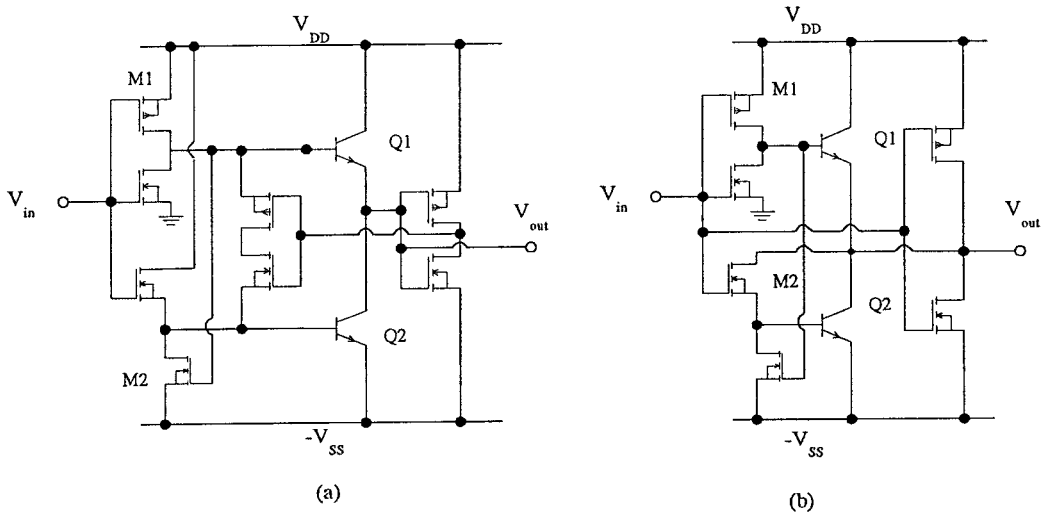 V_DD
M1
Q1
V_in
V_out
Q2
M2
-V_SS
(a)
V_DD
M1
Q1
V_in
V_out
M2
Q2
-V_SS
(b)